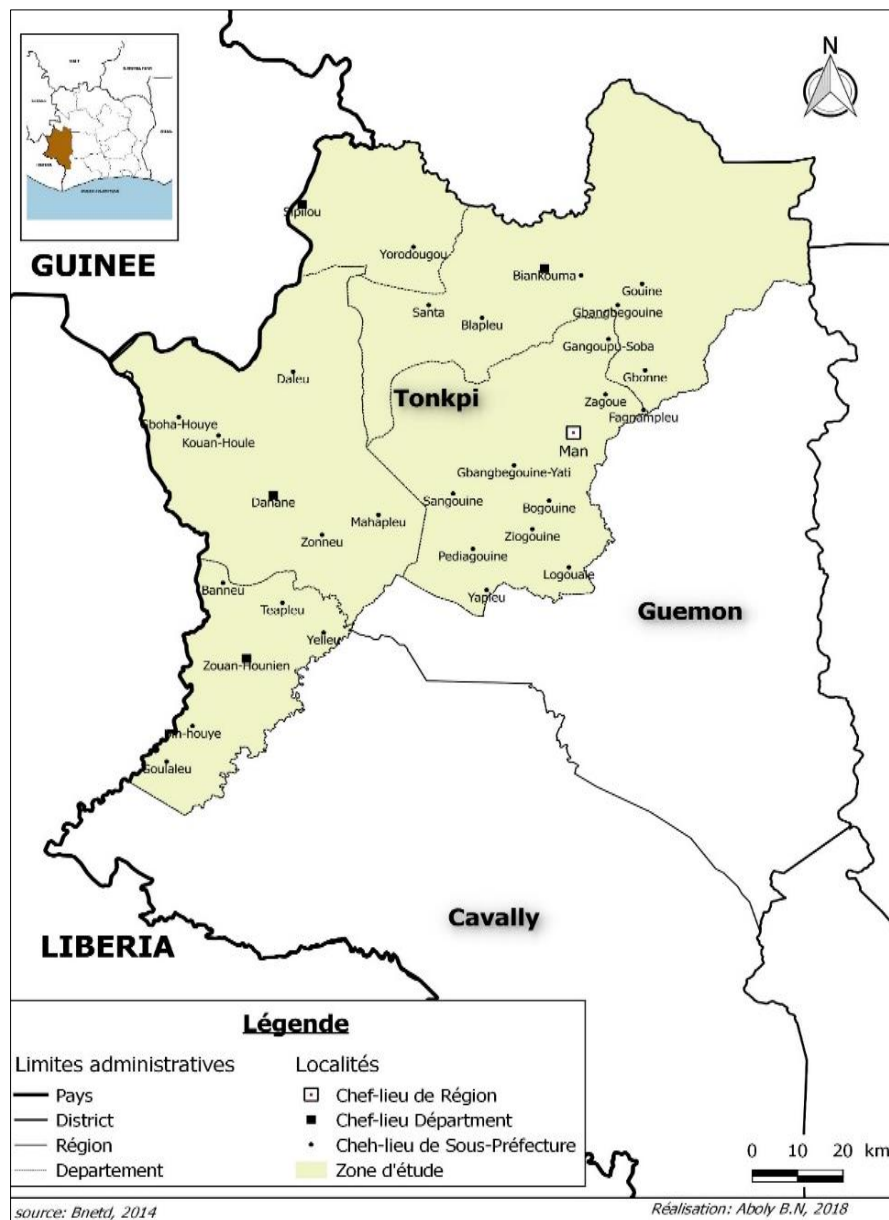 N
GUINEE
Sipilou
Yorodougou
Biankouma
Gouine
Santa
Gbangbegouine
Blapleu
Gangoupu-Soba
Daleu
Gbonne
Tonkpi
Zagoue
Fagnampleu
Gboha-Houye
Kouan-Houle
Man
Gbangbegouine-Yati
Danane
Sangouine
Bogouine
Mahapleu
Zonneu
Ziogouine
Pediagouine
Logouale
Banneu
Yapleu
Teapleu
Guemon
Yelleu
Zouan-Hounien
Goulaleu
Cavally
LIBERIA
Légende
Limites administratives
Pays
District
Région
Departement
Localités
Chef-lieu de Région
Chef-lieu Départment
Cheh-lieu de Sous-Préfecture
Zone d'étude
0 10 20 km
source: Bnetd, 2014
Réalisation: Aboly B.N, 2018